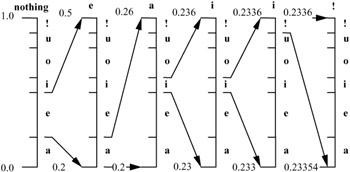 nothing e a i i !
1.0 0.5 0.26 0.2336 0.2336 0.2336
! ! ! ! ! !
u u u u u u
o o o o o o
i i i i i i
e e e e e e
a a a a a a
0.0 0.2 0.2 0.23 0.233 0.23354